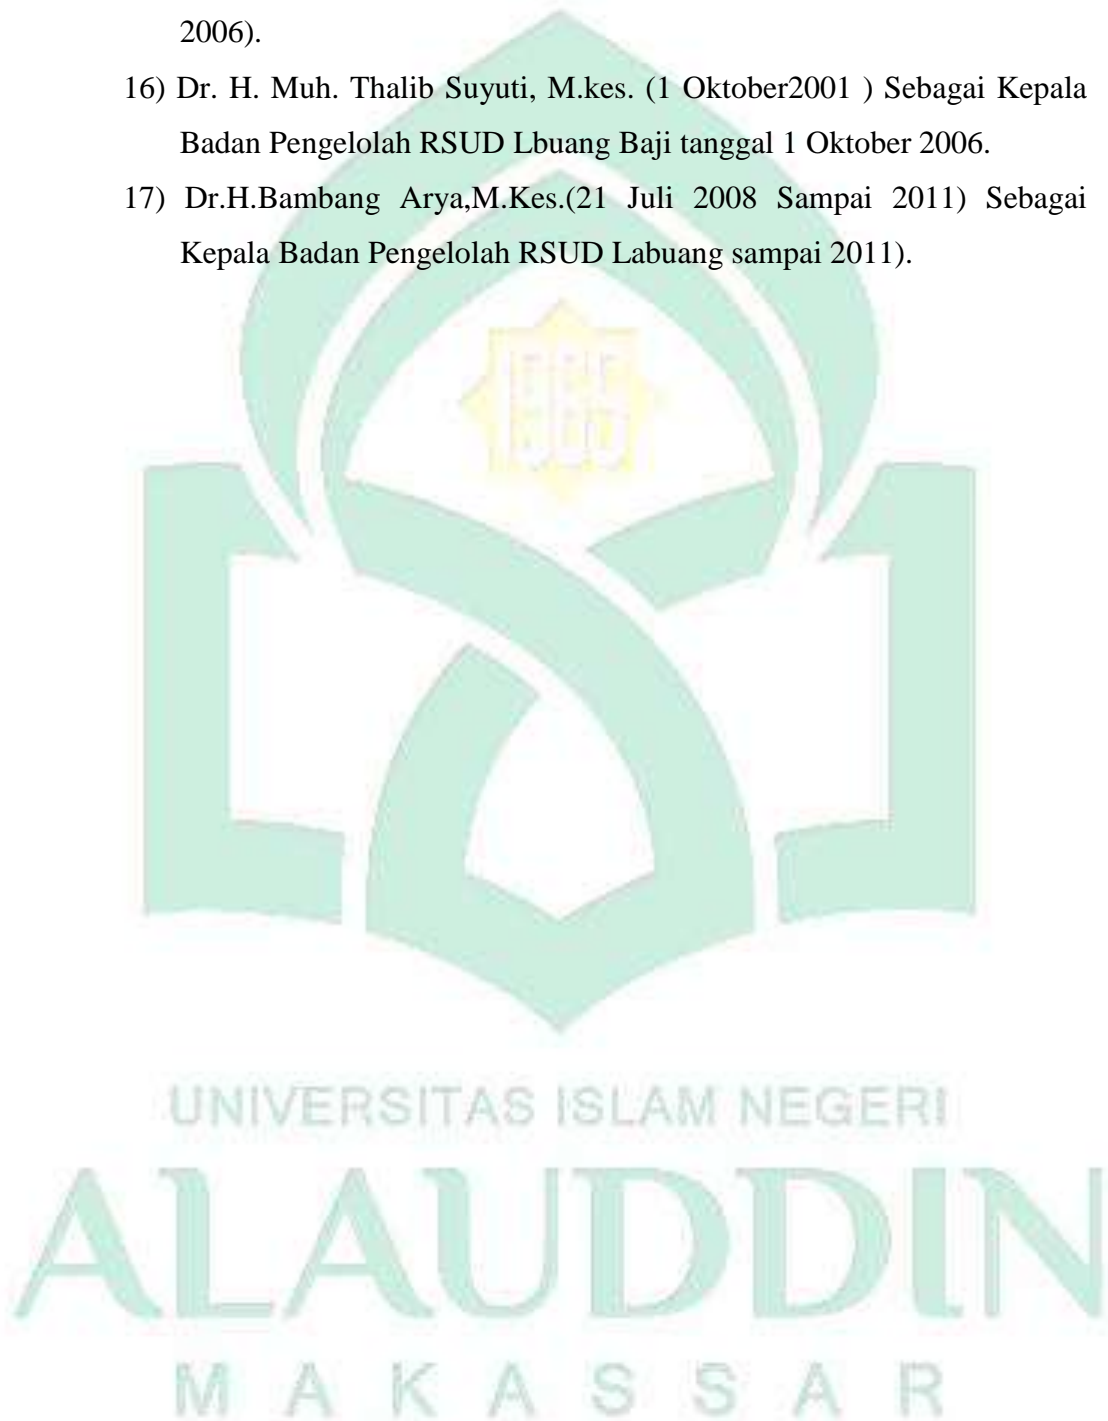 2006).
16) Dr. H. Muh. Thalib Suyuti, M.kes. (1 Oktober2001 ) Sebagai Kepala
Badan Pengelolah RSUD Lbuang Baji tanggal 1 Oktober 2006.
17) Dr.H.Bambang Arya,M.Kes.(21 Juli 2008 Sampai 2011) Sebagai
Kepala Badan Pengelolah RSUD Labuang sampai 2011).
1965
UNIVERSITAS ISLAM NEGERI
ALAUDDIN
MAKASSAR